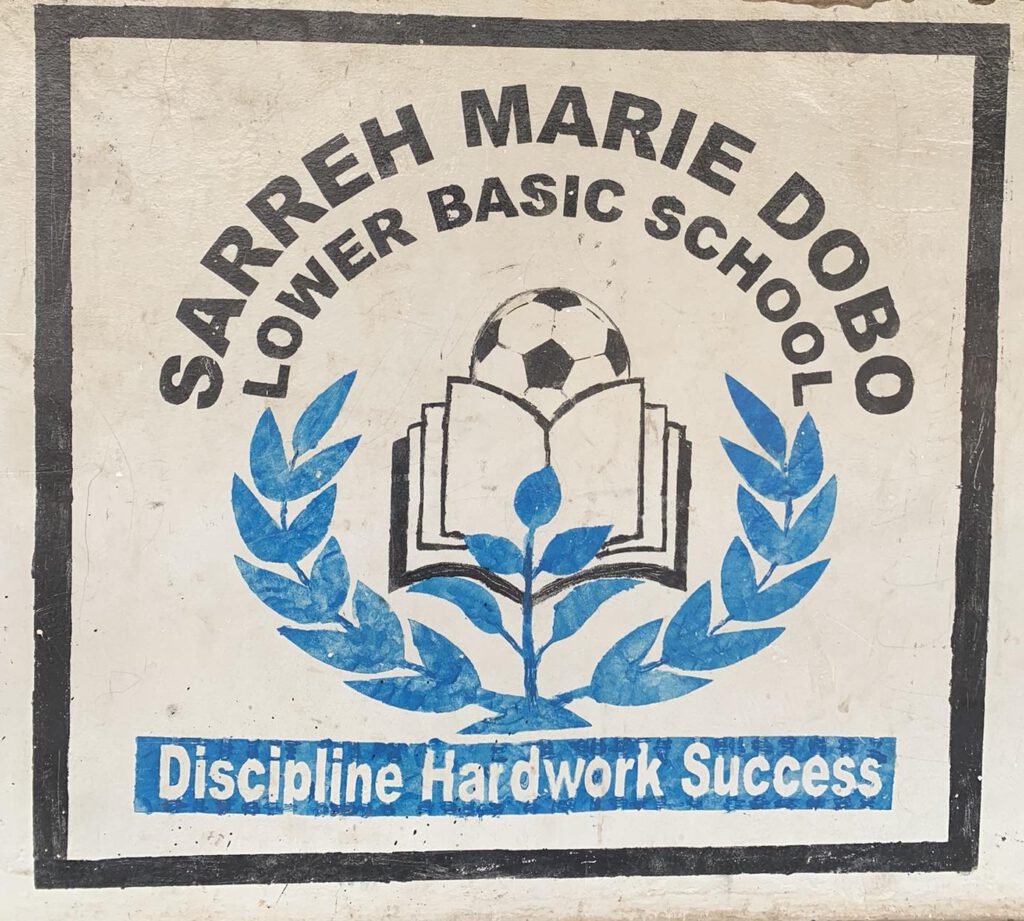 SARREH MARIE DOBO
LOWER BASIC SCHOOL
Discipline Hardwork Success